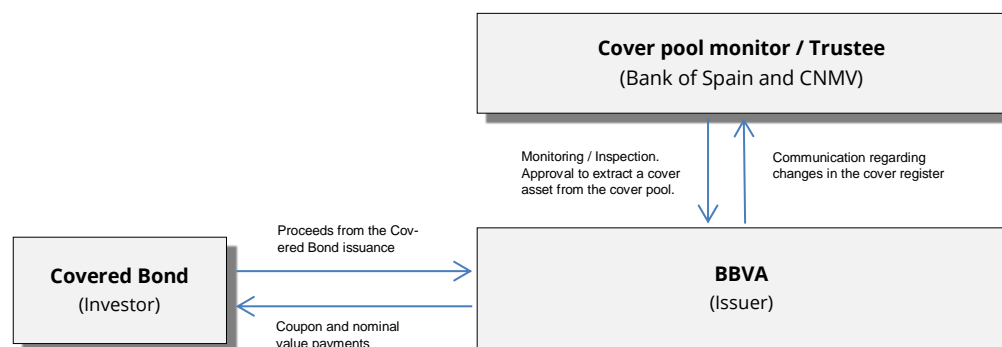 Cover pool monitor / Trustee
(Bank of Spain and CNMV)
Monitoring / Inspection.
Approval to extract a cover
asset from the cover pool.
Communication regarding
changes in the cover register
Proceeds from the Cov-
ered Bond issuance
Covered Bond
(Investor)
BBVA
(Issuer)
Coupon and nominal
value payments